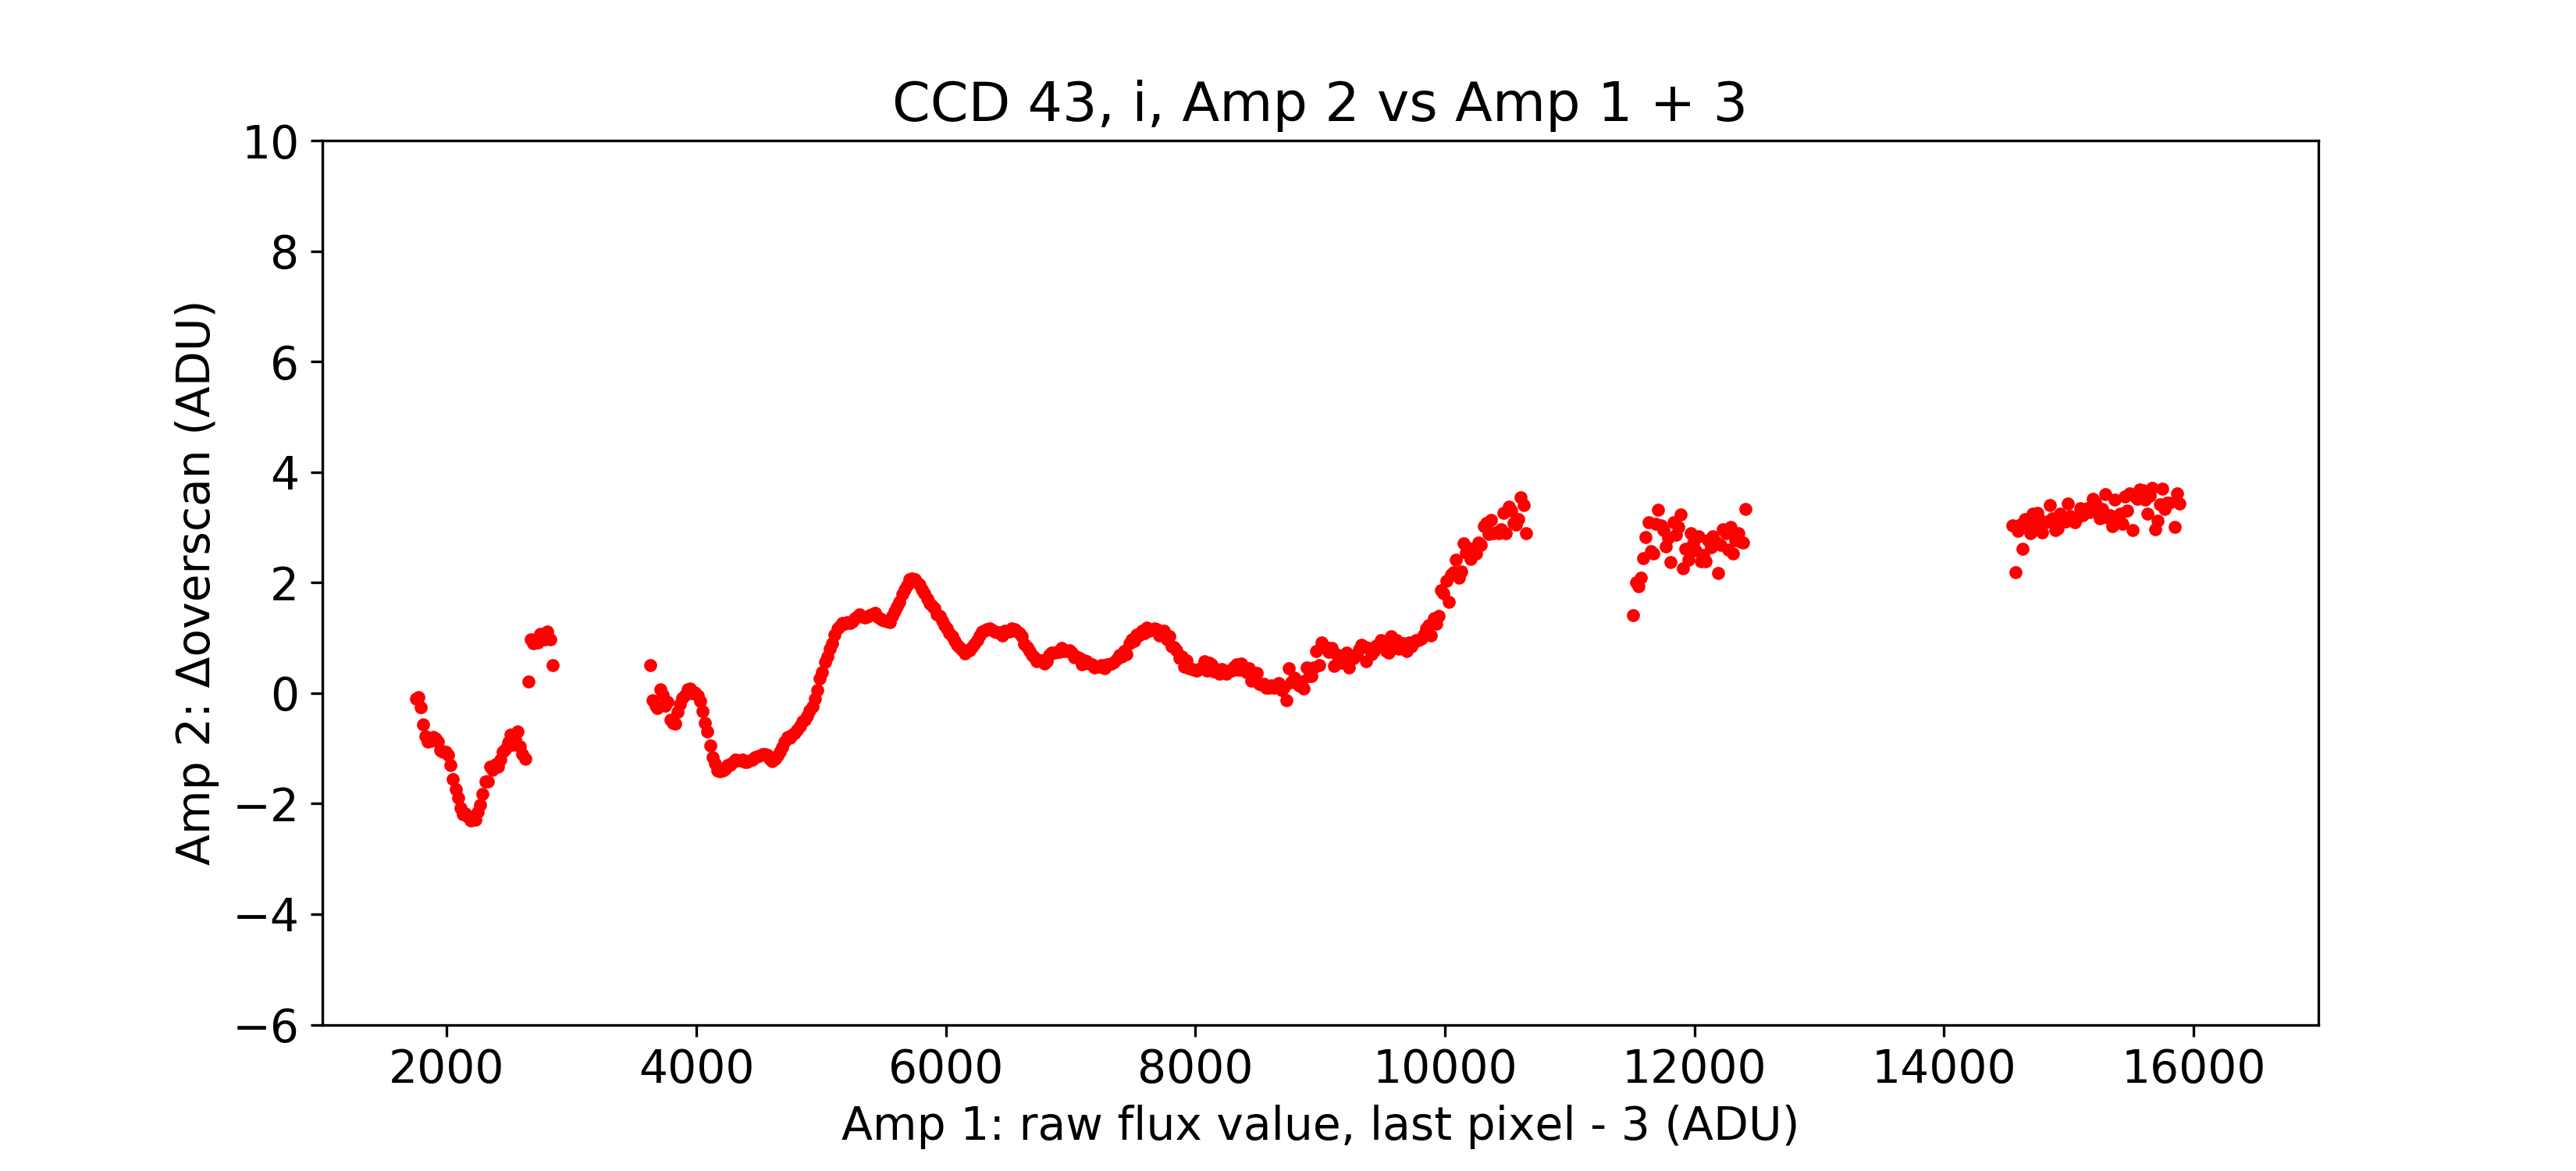 CCD 43, i, Amp 2 vs Amp 1 + 3
10
8
6
4
2
0
−2
−4
−6
Amp 2: Δoverscan (ADU)
2000 4000 6000 8000 10000 12000 14000 16000
Amp 1: raw flux value, last pixel - 3 (ADU)